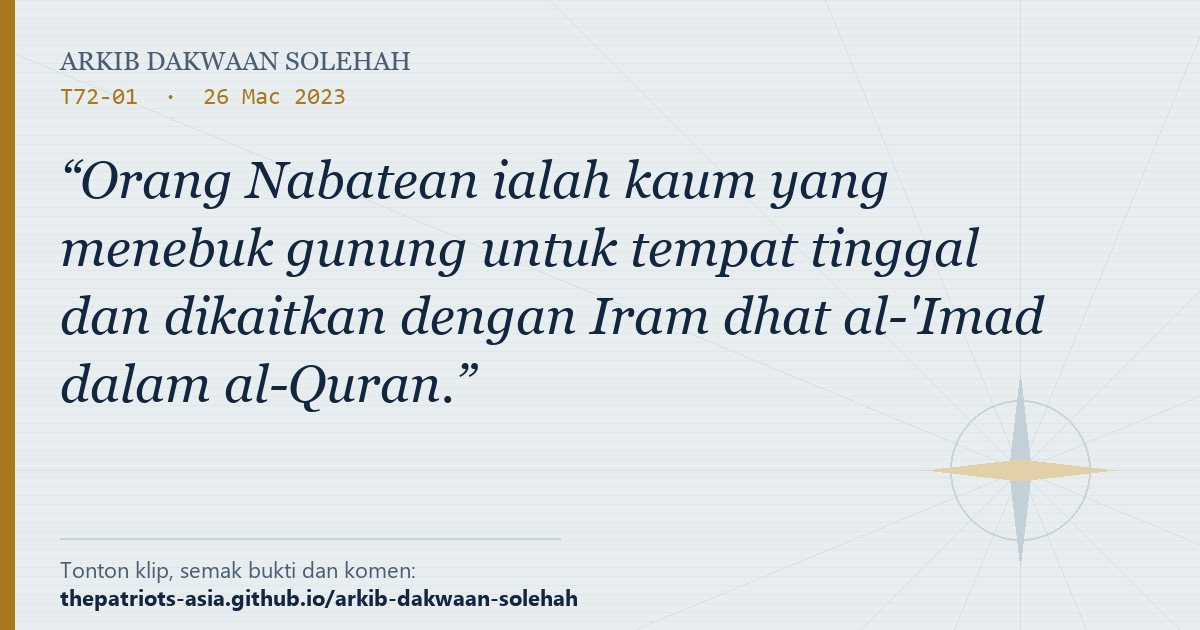 ARKIB DAKWAAN SOLEHAH
T72-01 · 26 Mac 2023
“Orang Nabatean ialah kaum yang
menebuk gunung untuk tempat tinggal
dan dikaitkan dengan Iram dhat al-'Imad
dalam al-Quran.”
Tonton klip, semak bukti dan komen:
thepatriots-asia.github.io/arkib-dakwaan-solehah